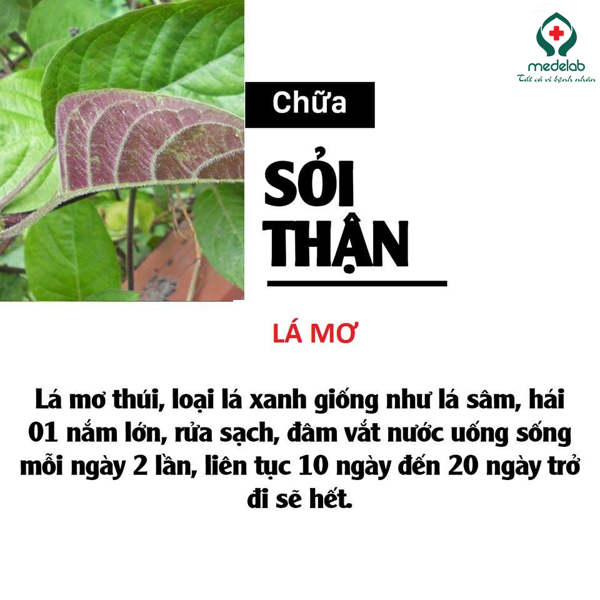 medelab
Tất cả vì bệnh nhân
Chữa
SỎI
THẬN
LÁ MƠ
Lá mơ thúi, loại lá xanh giống như lá sâm, hái
01 nắm lớn, rửa sạch, đâm vắt nước uống sống
mỗi ngày 2 lần, liên tục 10 ngày đến 20 ngày trở
đi sẽ hết.